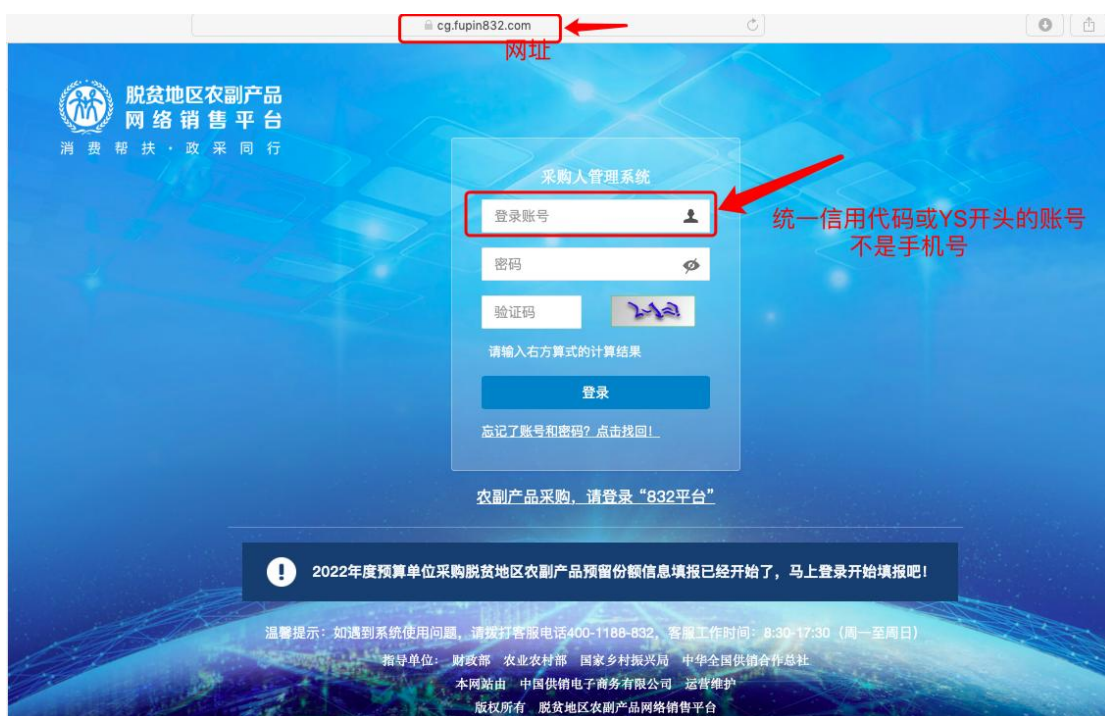 cg.fupin832.com
网址
脱贫地区农副产品
网络销售平台
消费帮扶·政采同行
采购人管理系统
登录账号
统一信用代码或YS开头的账号
不是手机号
密码
验证码
请输入右方算式的计算结果
登录
忘记了账号和密码？点击找回！
农副产品采购，请登录“832平台”
2022年度预算单位采购脱贫地区农副产品预留份额信息填报已经开始了，马上登录开始填报吧！
温馨提示：如遇到系统使用问题，请拨打客服电话400-1188-832，客服工作时间：8:30-17:30（周一至周日）
指导单位： 财政部 农业农村部 国家乡村振兴局 中华全国供销合作总社
本网站由 中国供销电子商务有限公司 运营维护
版权所有 脱贫地区农副产品网络销售平台